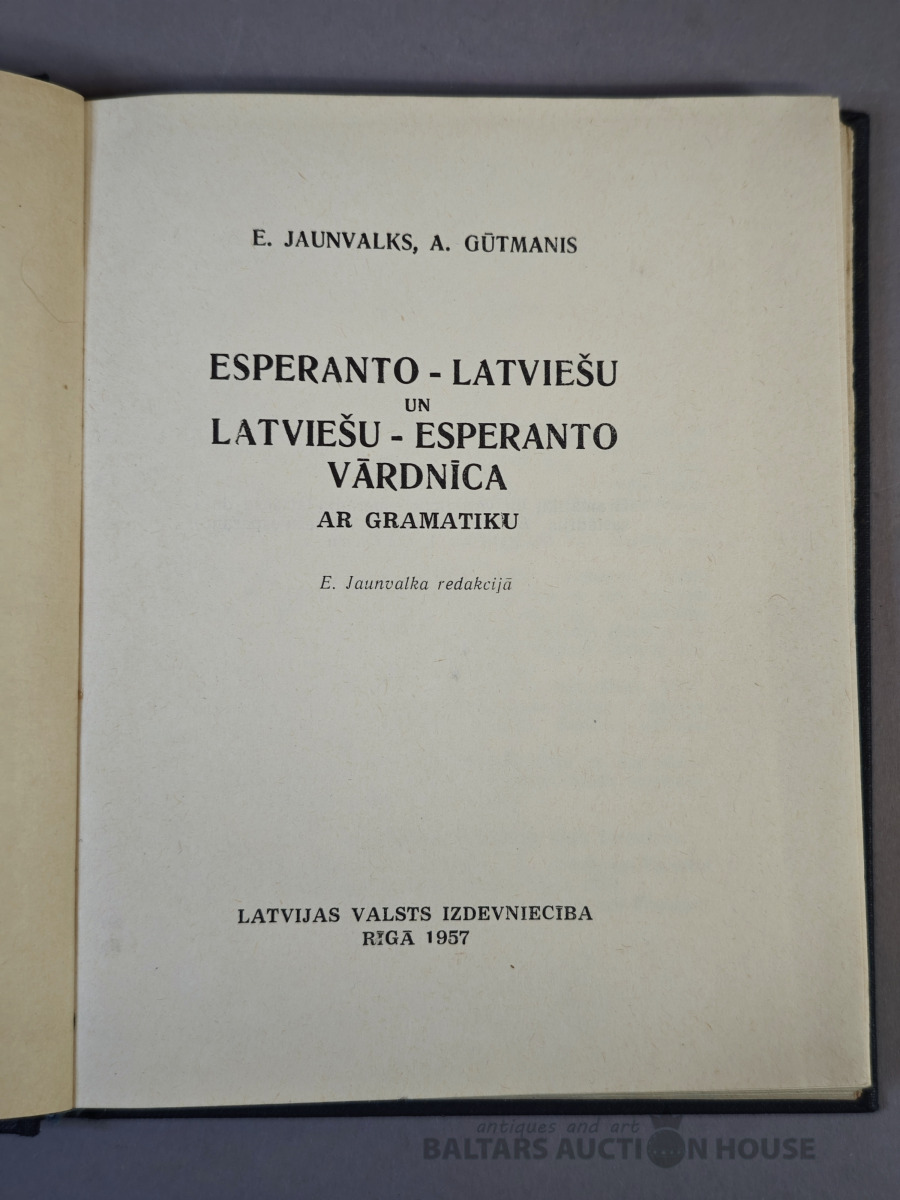 E. JAUNVALKS, A. GŪTMANIS
ESPERANTO - LATVIEŠU
UN
LATVIEŠU - ESPERANTO
VĀRDNĪCA
AR GRAMATIKU
E. Jaunvalka redakcijā
LATVIJAS VALSTS IZDEVNIECĪBA
RĪGĀ 1957
antiques and art
BALTARS AUCTION HOUSE